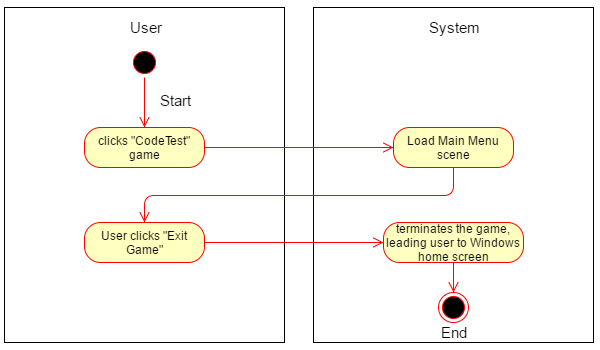 User
System
Start
clicks "CodeTest"
game
Load Main Menu
scene
User clicks "Exit
Game"
terminates the game,
leading user to Windows
home screen
End